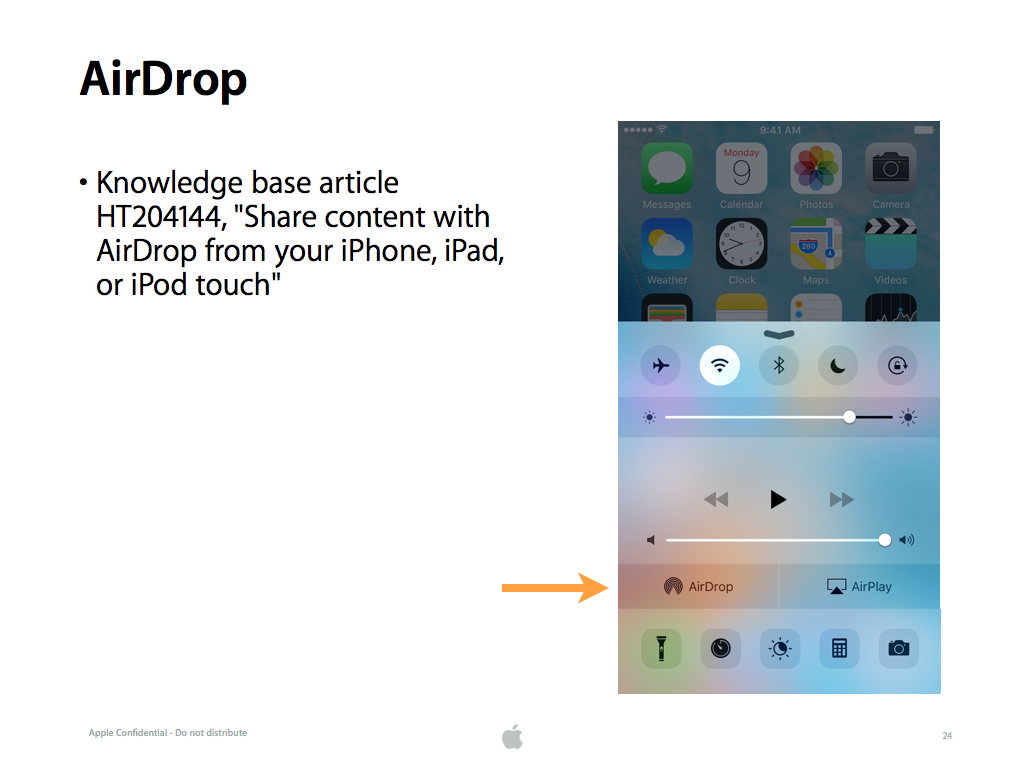 AirDrop
• Knowledge base article
HT204144, "Share content with
AirDrop from your iPhone, iPad,
or iPod touch"
9:41 AM
Monday
9
Messages Calendar Photos Camera
280
Weather Clock Maps Videos
AirDrop AirPlay
Apple Confidential - Do not distribute
24